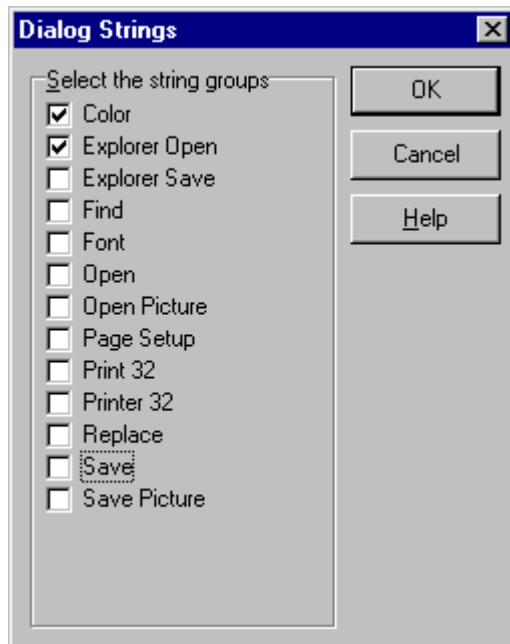 Dialog Strings
Select the string groups
Color
Explorer Open
Explorer Save
Find
Font
Open
Open Picture
Page Setup
Print 32
Printer 32
Replace
Save
Save Picture
OK
Cancel
Help